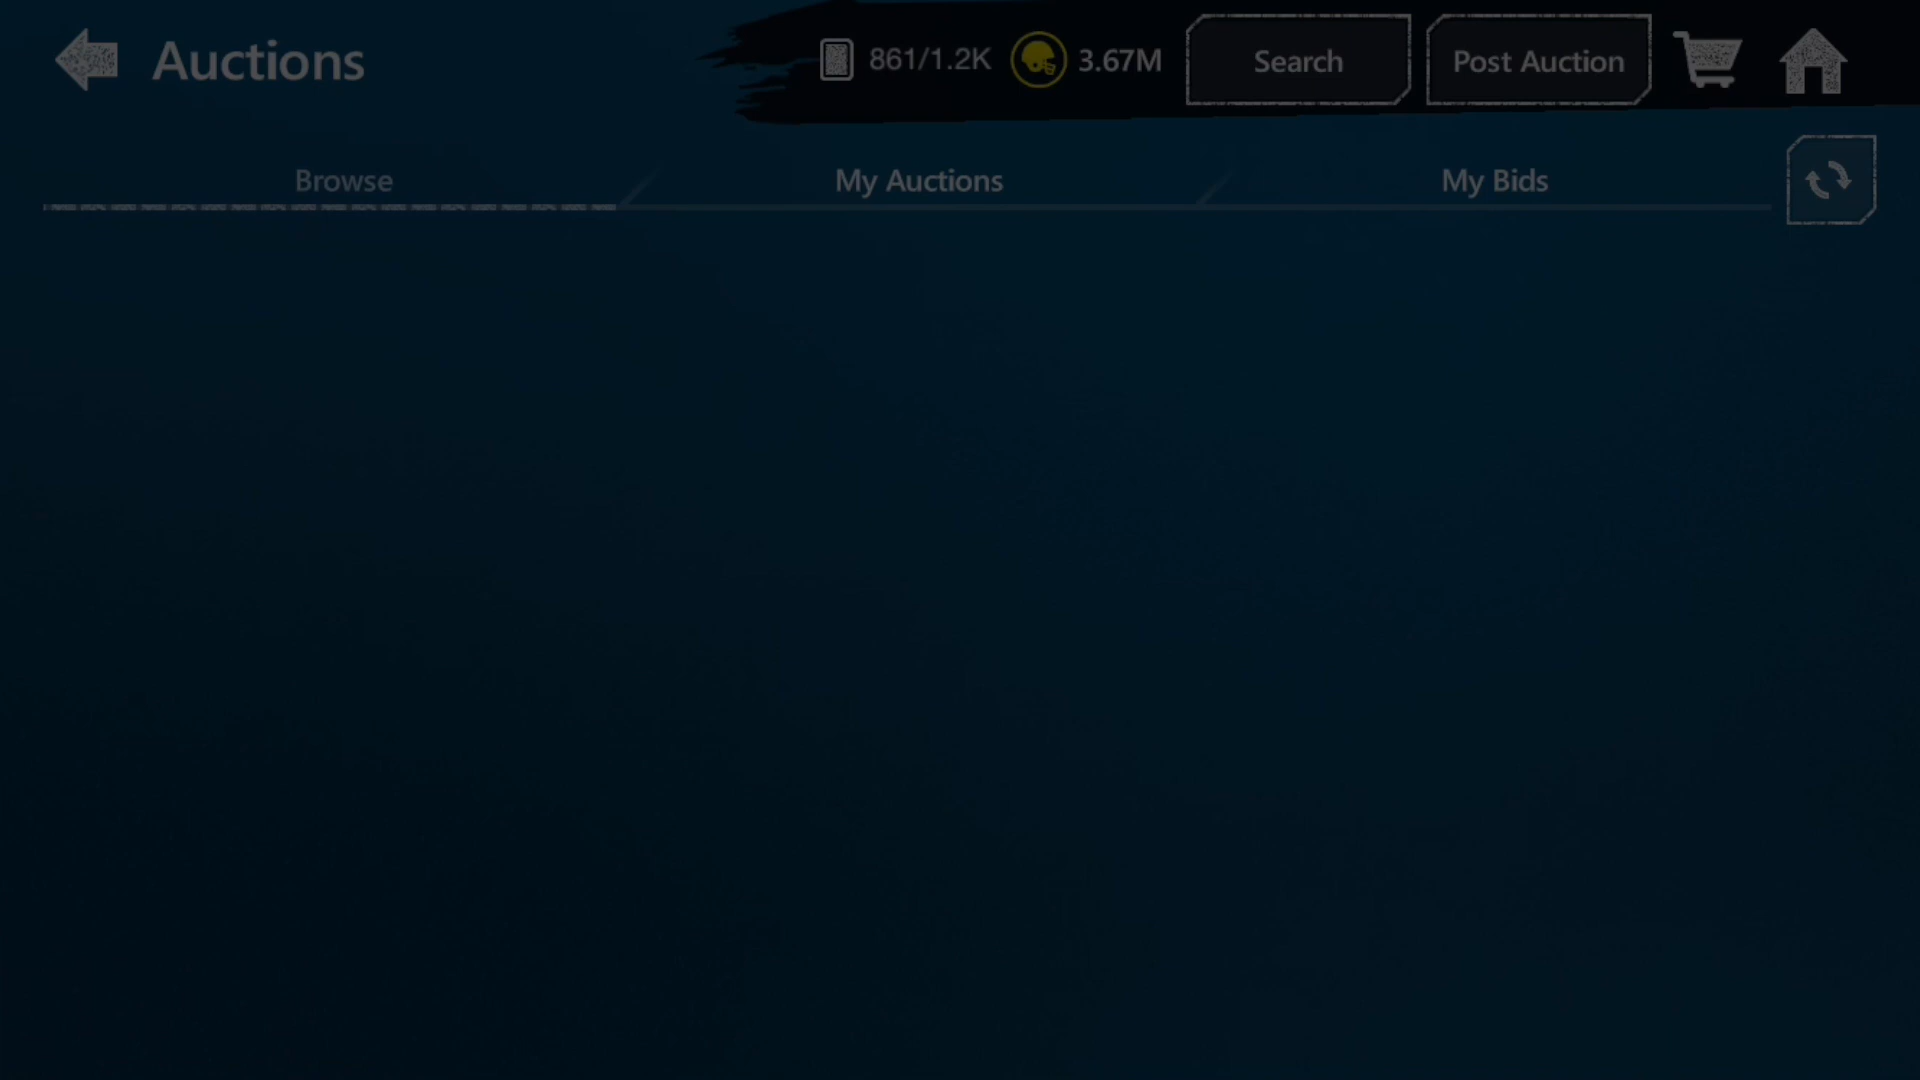 Auctions
861/1.2K
3.67M
Search
Post Auction
Browse
My Auctions
My Bids